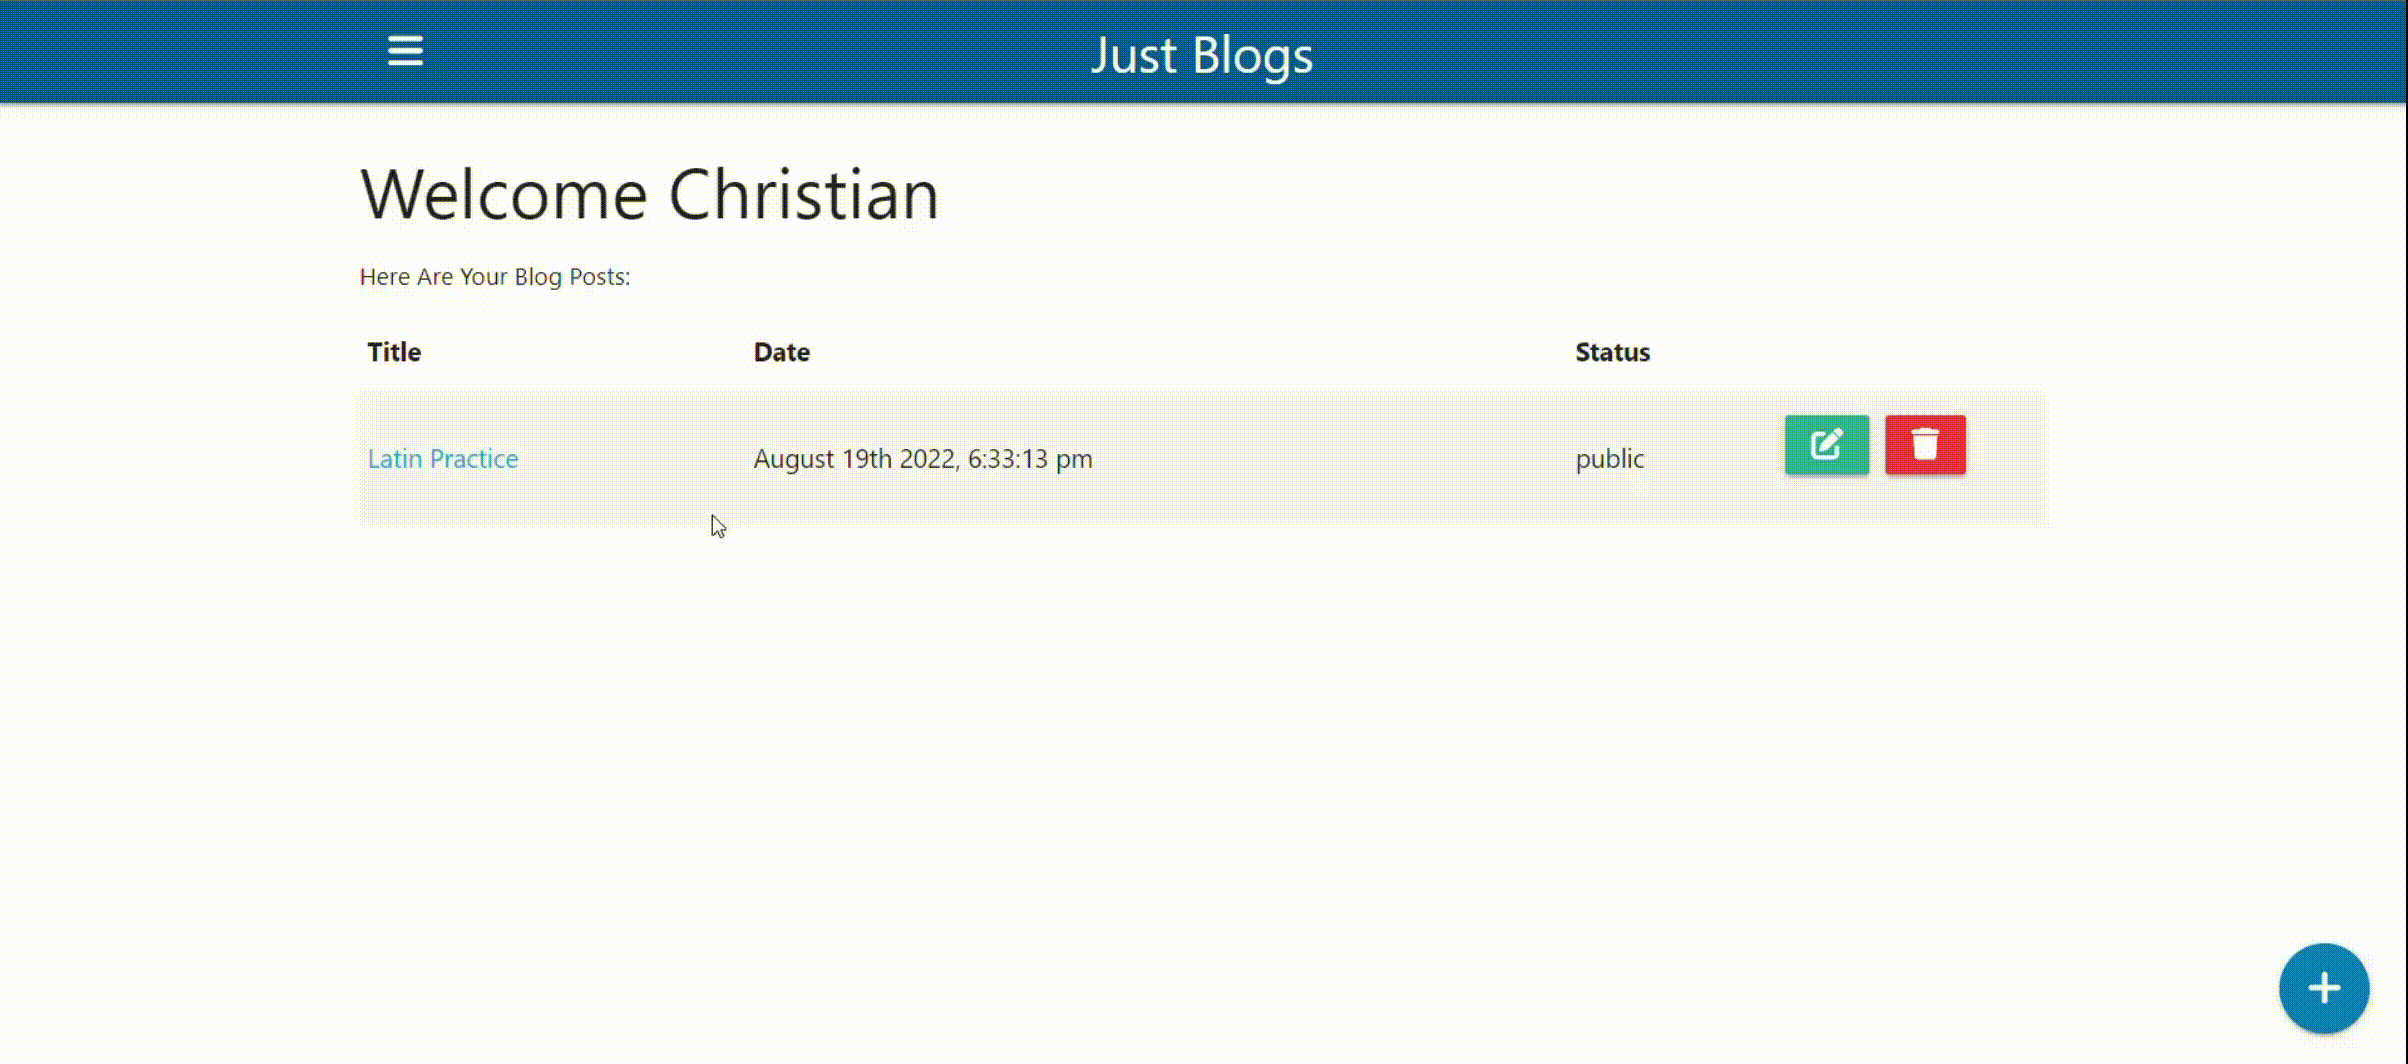 Just Blogs
Welcome Christian
Here Are Your Blog Posts:
Title Date Status
Latin Practice August 19th 2022, 6:33:13 pm public